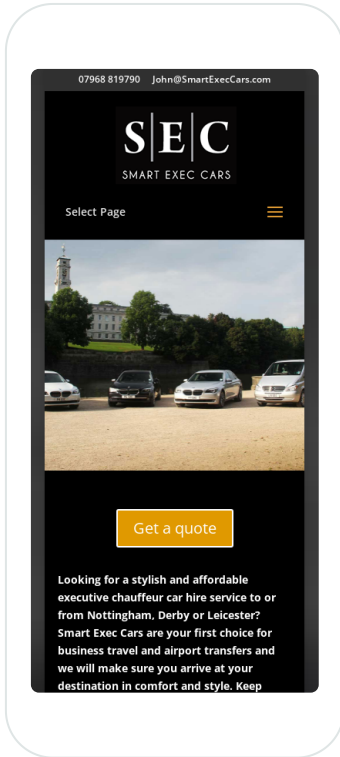 07968 819790 John@SmartExecCars.com
S|E|C
SMART EXEC CARS
Select Page
Get a quote
Looking for a stylish and affordable
executive chauffeur car hire service to or
from Nottingham, Derby or Leicester?
Smart Exec Cars are your first choice for
business travel and airport transfers and
we will make sure you arrive at your
destination in comfort and style. Keep